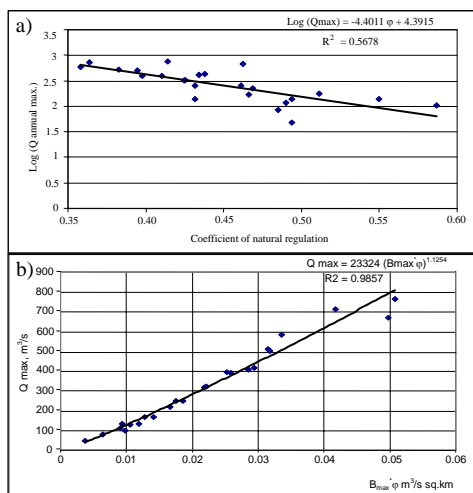 a)
Log (Qmax) = -4.4011 φ + 4.3915
R² = 0.5678
3.5
3
2.5
2
1.5
1
0.5
0
Log (Q annual max.)
0.35 0.40 0.45 0.50 0.55 0.60
Coefficient of natural regulation
b)
Q max = 23324 (Bmax*φ)^1.1254
R2 = 0.9857
900
800
700
600
500
400
300
200
100
0
Q max, m³/s
0 0.01 0.02 0.03 0.04 0.05 0.06
Bmax*φ m³/s sq.km